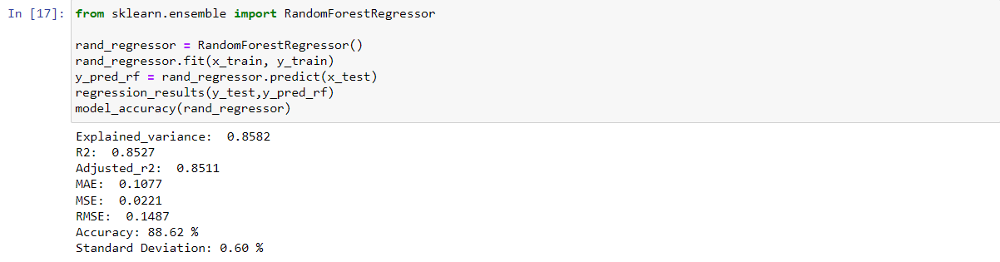 In [17]: from sklearn.ensemble import RandomForestRegressor
rand_regressor = RandomForestRegressor()
rand_regressor.fit(x_train, y_train)
y_pred_rf = rand_regressor.predict(x_test)
regression_results(y_test,y_pred_rf)
model_accuracy(rand_regressor)
Explained_variance:  0.8582
R2:  0.8527
Adjusted_r2:  0.8511
MAE:  0.1077
MSE:  0.0221
RMSE:  0.1487
Accuracy: 88.62 %
Standard Deviation: 0.60 %